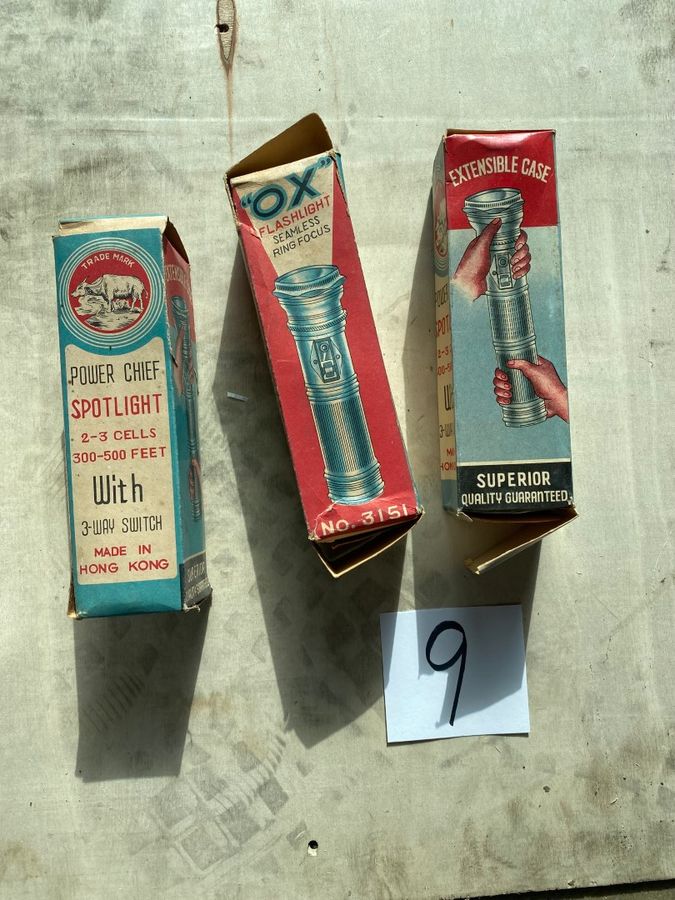 TRADE MARK
POWER CHIEF
SPOTLIGHT
2-3 CELLS
300-500 FEET
With
3-WAY SWITCH
MADE IN
HONG KONG
"OX"
FLASHLIGHT
SEAMLESS
RING FOCUS
NO. 3151
EXTENSIBLE CASE
SUPERIOR
QUALITY GUARANTEED
9